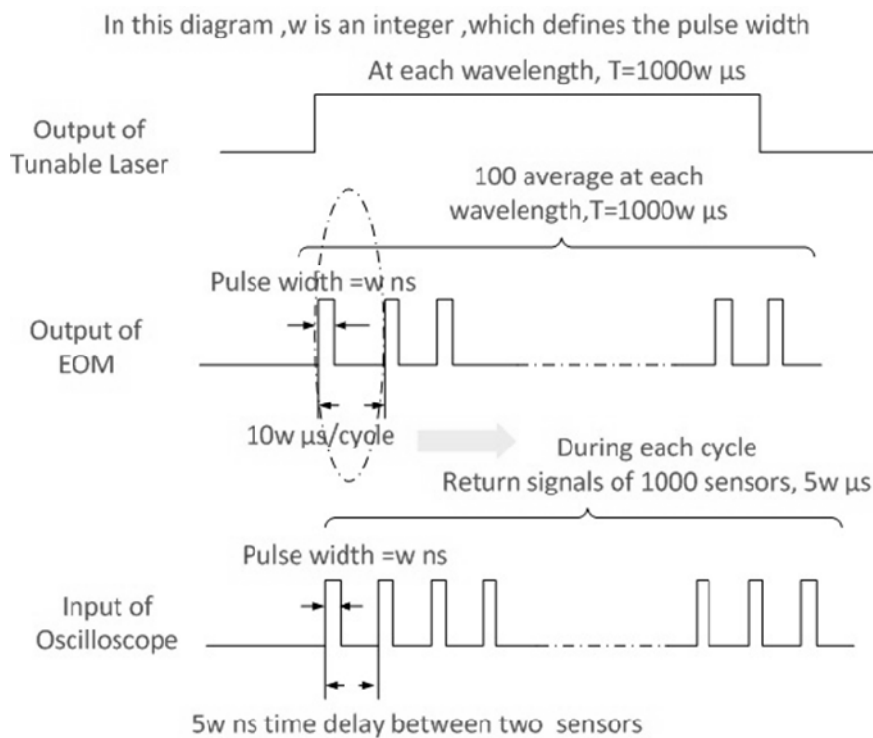 In this diagram ,w is an integer ,which defines the pulse width
At each wavelength, T=1000w μs
Output of
Tunable Laser
100 average at each
wavelength,T=1000w μs
Pulse width =w ns
Output of
EOM
10w μs/cycle
During each cycle
Return signals of 1000 sensors, 5w μs
Pulse width =w ns
Input of
Oscilloscope
5w ns time delay between two sensors